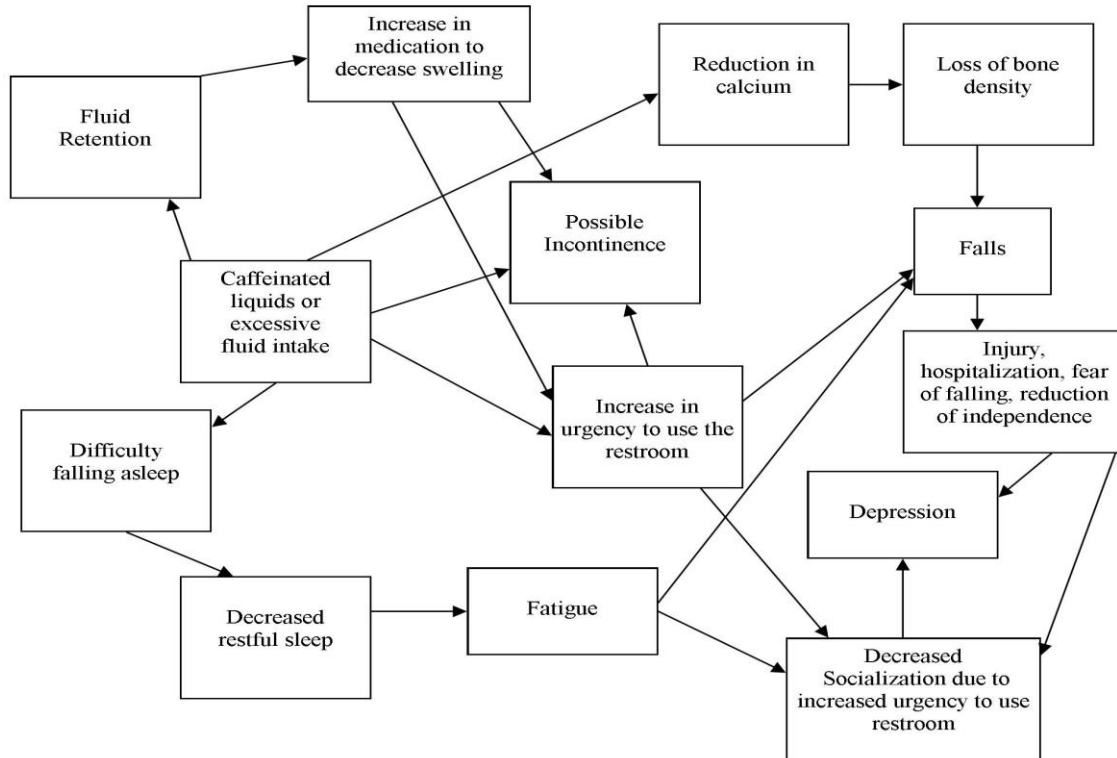 Increase in
medication to
decrease swelling
Reduction in
calcium
Loss of bone
density
Fluid
Retention
Possible
Incontinence
Falls
Caffeinated
liquids or
excessive
fluid intake
Injury,
hospitalization, fear
of falling, reduction
of independence
Increase in
urgency to use the
restroom
Difficulty
falling asleep
Depression
Decreased
restful sleep
Fatigue
Decreased
Socialization due to
increased urgency to use
restroom